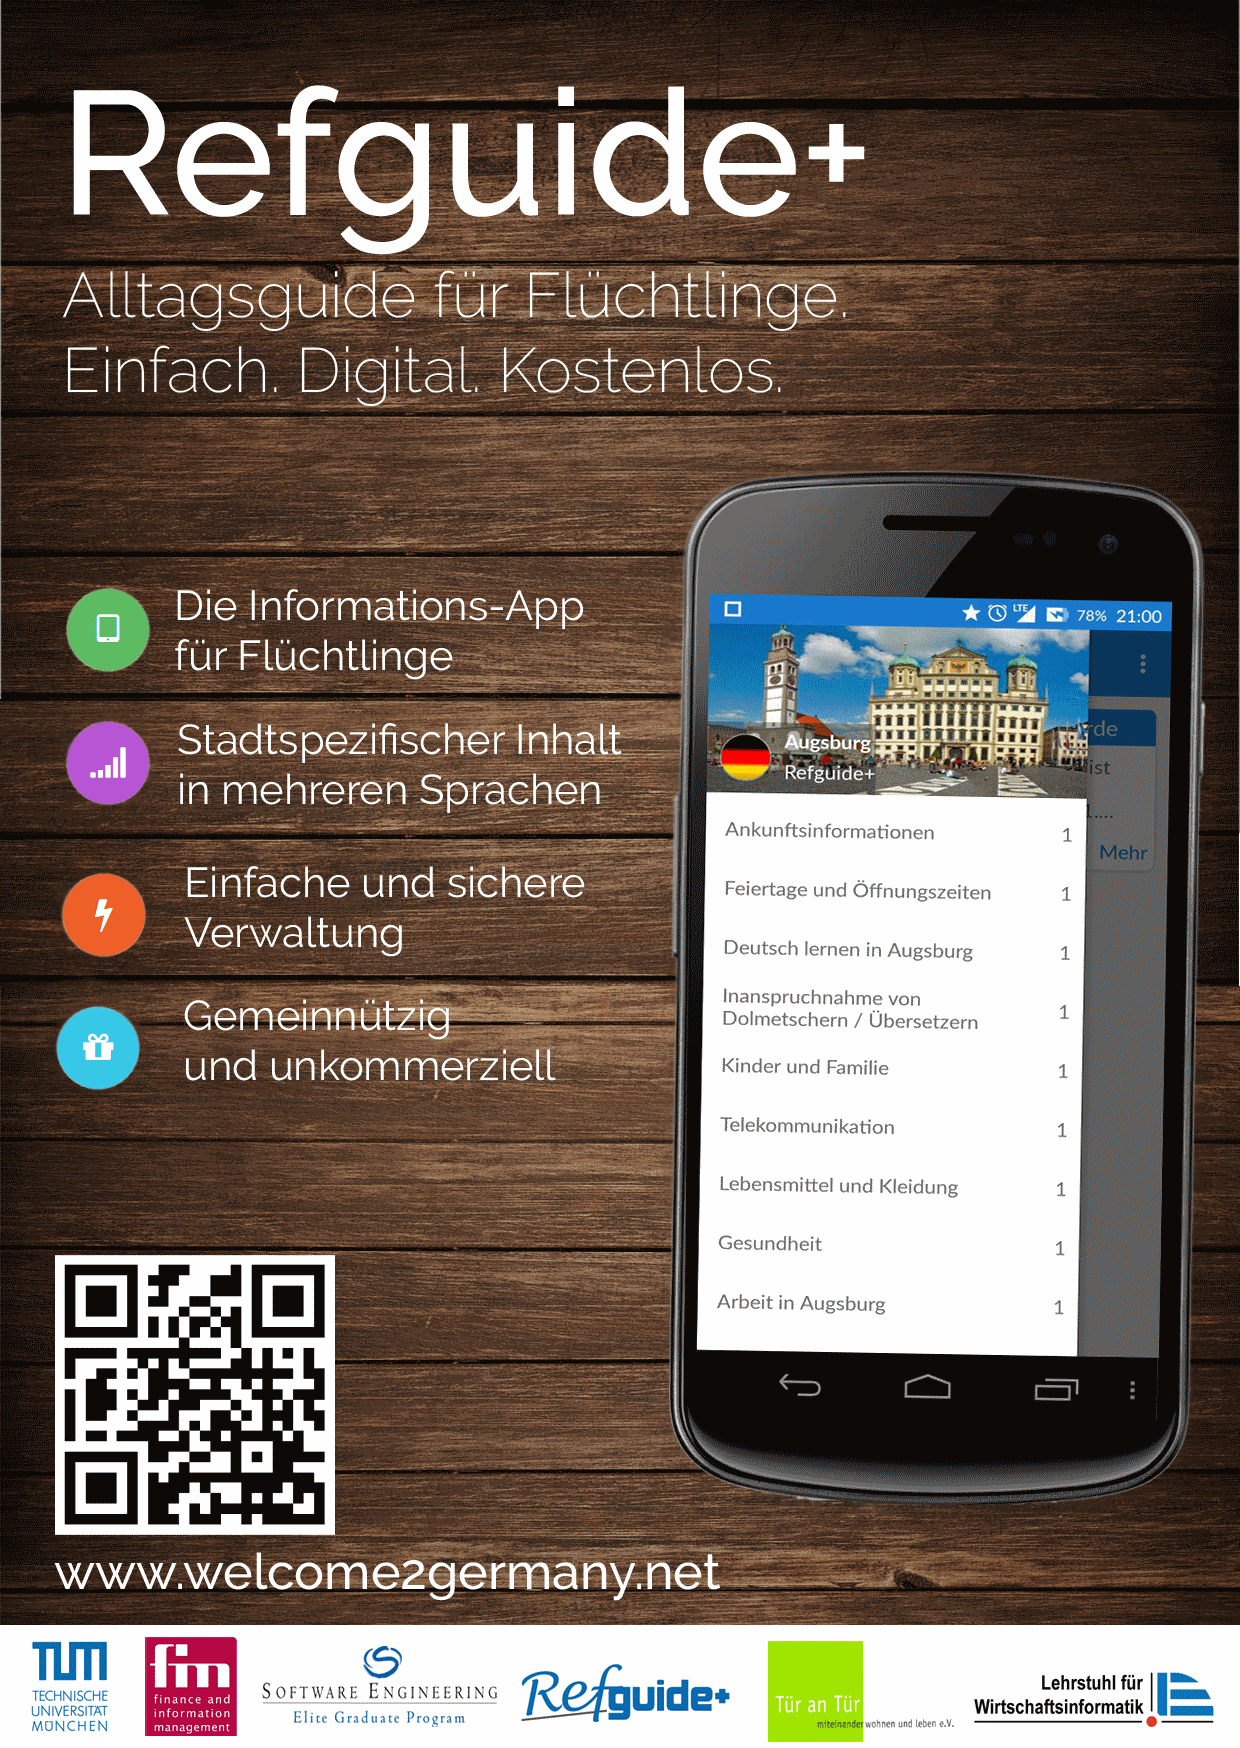 Refguide+
Alltagsguide für Flüchtlinge.
Einfach. Digital. Kostenlos.
Die Informations-App
für Flüchtlinge
Stadtspezifischer Inhalt
in mehreren Sprachen
Einfache und sichere
Verwaltung
Gemeinnützig
und unkommerziell
LTE 78% 21:00
Augsburg
Refguide+
rde
ist
1....
Mehr
Ankunftsinformationen 1
Feiertage und Öffnungszeiten 1
Deutsch lernen in Augsburg 1
Inanspruchnahme von
Dolmetschern / Übersetzern 1
Kinder und Familie 1
Telekommunikation 1
Lebensmittel und Kleidung 1
Gesundheit 1
Arbeit in Augsburg 1
www.welcome2germany.net
TUM
TECHNISCHE
UNIVERSITÄT
MÜNCHEN
fim
finance and
information
management
SOFTWARE ENGINEERING
Elite Graduate Program
Refguide+
Tür an Tür
miteinander wohnen und leben e.V.
Lehrstuhl für
Wirtschaftsinformatik